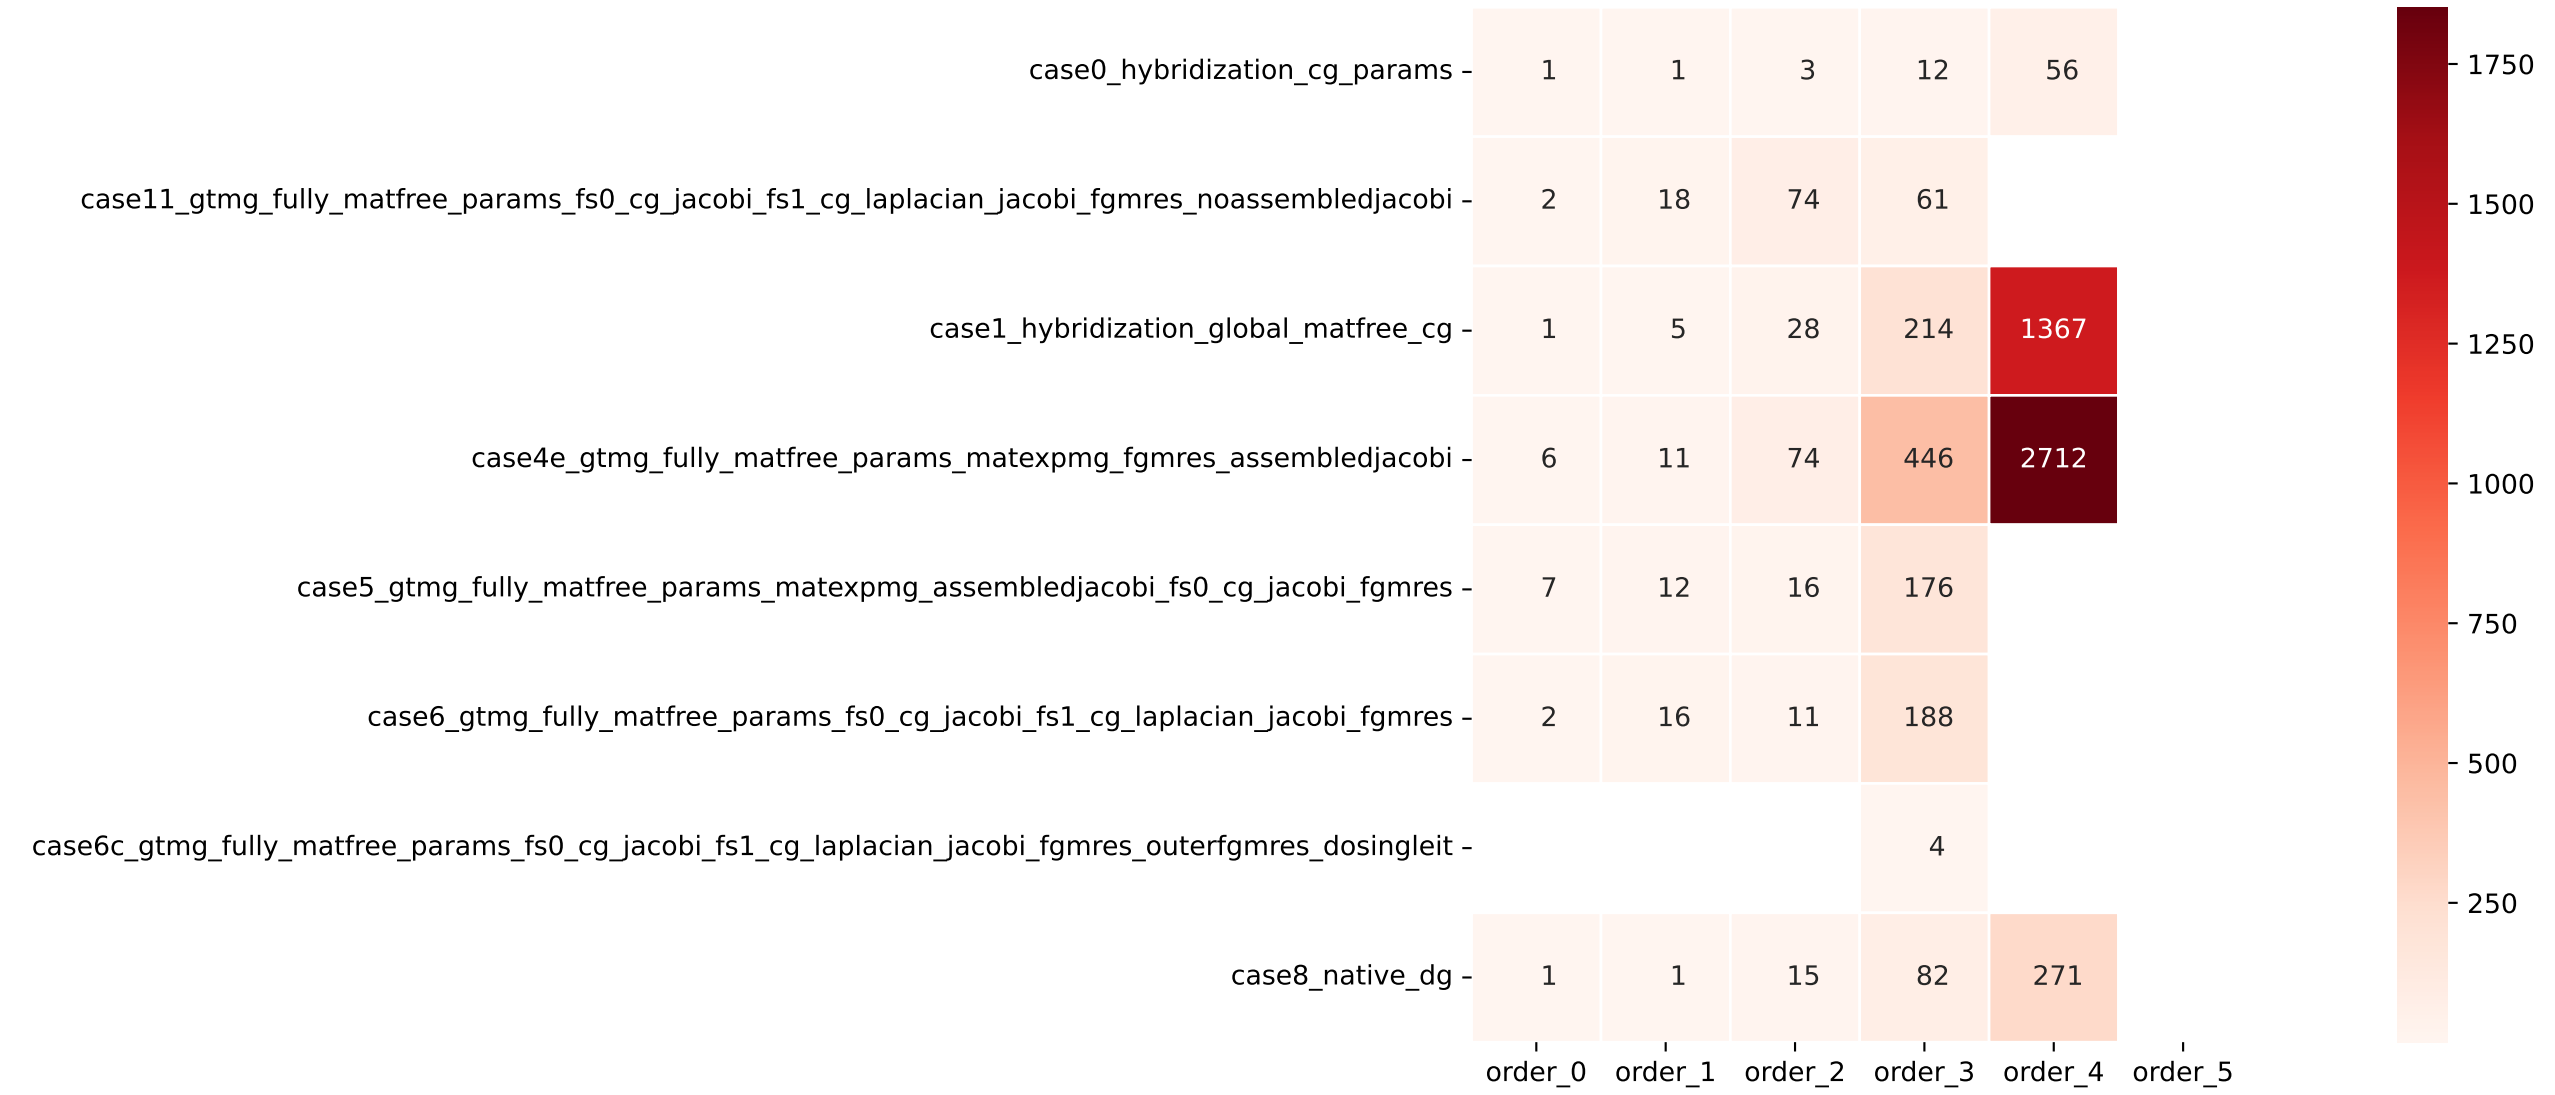 case0_hybridization_cg_params 1 1 3 12 56
case11_gtmg_fully_matfree_params_fs0_cg_jacobi_fs1_cg_laplacian_jacobi_fgmres_noassembledjacobi 2 18 74 61
case1_hybridization_global_matfree_cg 1 5 28 214 1367
case4e_gtmg_fully_matfree_params_matexpmg_fgmres_assembledjacobi 6 11 74 446 2712
case5_gtmg_fully_matfree_params_matexpmg_assembledjacobi_fs0_cg_jacobi_fgmres 7 12 16 176
case6_gtmg_fully_matfree_params_fs0_cg_jacobi_fs1_cg_laplacian_jacobi_fgmres 2 16 11 188
case6c_gtmg_fully_matfree_params_fs0_cg_jacobi_fs1_cg_laplacian_jacobi_fgmres_outerfgmres_dosingleit 4
case8_native_dg 1 1 15 82 271
order_0 order_1 order_2 order_3 order_4 order_5
1750
1500
1250
1000
750
500
250